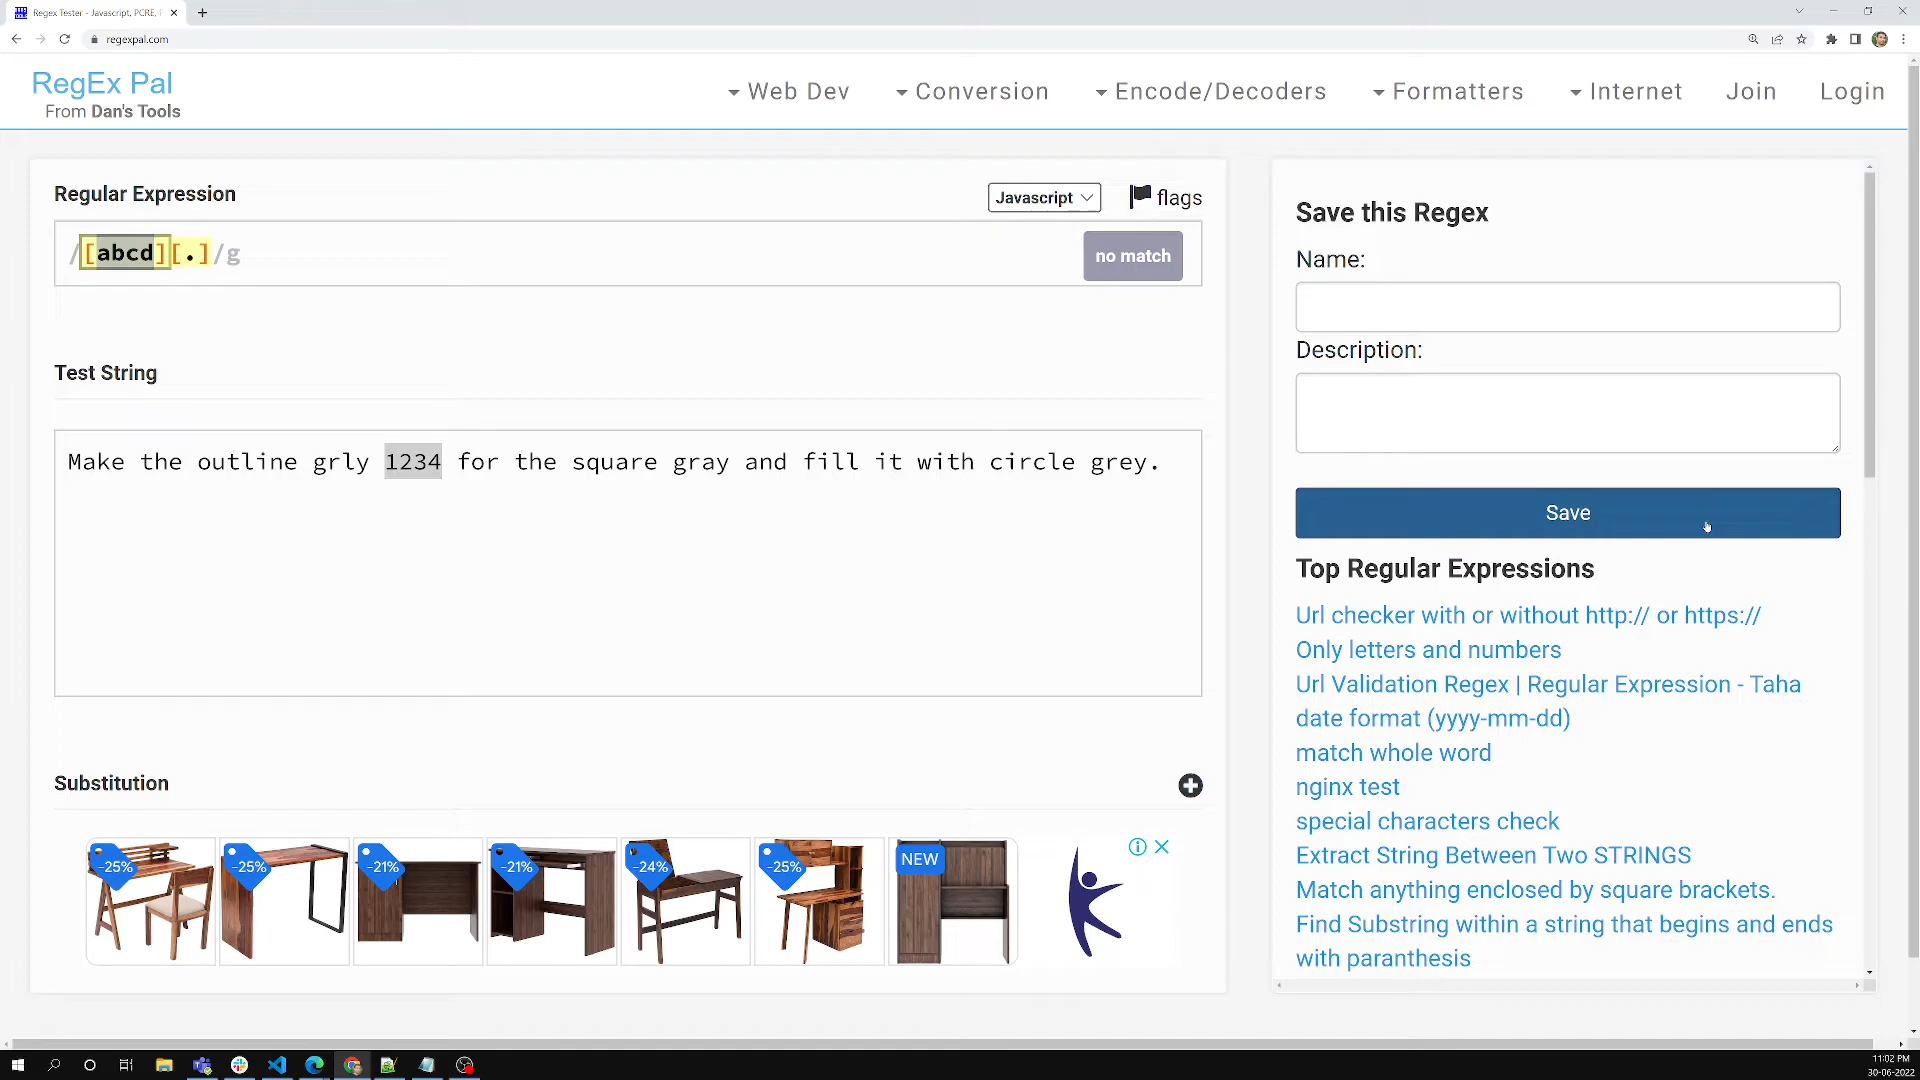 Regex Tester - Javascript, PCRE,
regexpal.com
RegEx Pal
From Dan's Tools
Web Dev
Conversion
Encode/Decoders
Formatters
Internet
Join
Login
Regular Expression
Javascript
flags
/[abcd][.]/g
no match
Test String
Make the outline grly 1234 for the square gray and fill it with circle grey.
Substitution
-25%
-25%
-21%
-21%
-24%
-25%
NEW
Save this Regex
Name:
Description:
Save
Top Regular Expressions
Url checker with or without http:// or https://
Only letters and numbers
Url Validation Regex | Regular Expression - Taha
date format (yyyy-mm-dd)
match whole word
nginx test
special characters check
Extract String Between Two STRINGS
Match anything enclosed by square brackets.
Find Substring within a string that begins and ends
with paranthesis
11:02 PM
30-06-2022